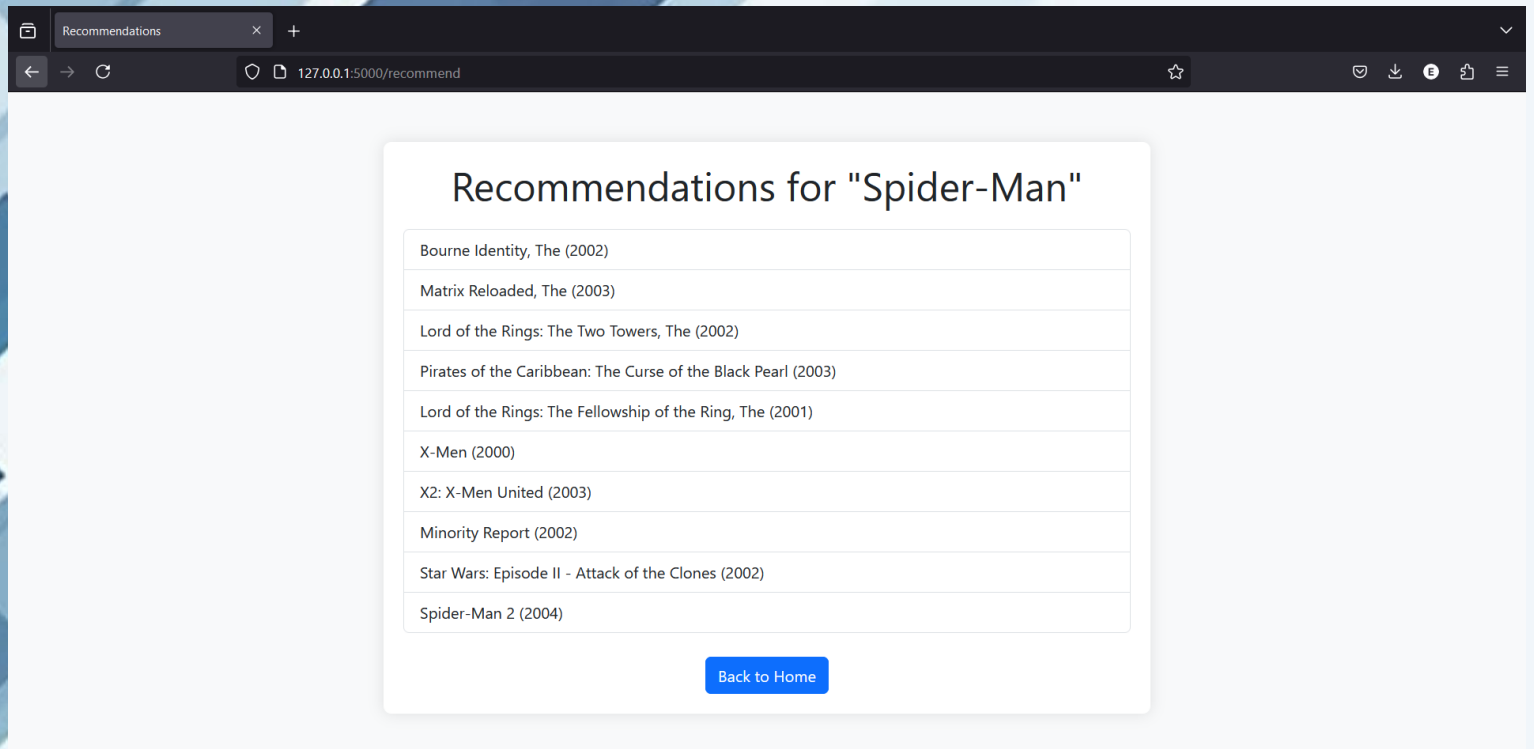 Recommendations
127.0.0.1:5000/recommend
E
Recommendations for "Spider-Man"
Bourne Identity, The (2002)
Matrix Reloaded, The (2003)
Lord of the Rings: The Two Towers, The (2002)
Pirates of the Caribbean: The Curse of the Black Pearl (2003)
Lord of the Rings: The Fellowship of the Ring, The (2001)
X-Men (2000)
X2: X-Men United (2003)
Minority Report (2002)
Star Wars: Episode II - Attack of the Clones (2002)
Spider-Man 2 (2004)
Back to Home